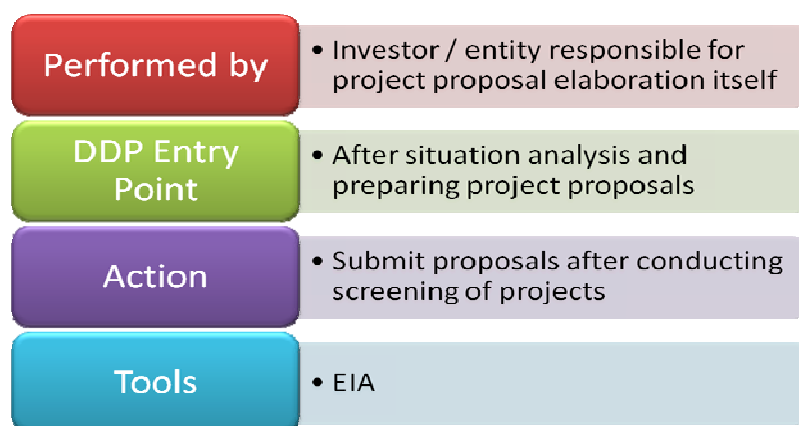 Performed by
• Investor / entity responsible for
project proposal elaboration itself
DDP Entry
Point
• After situation analysis and
preparing project proposals
Action
• Submit proposals after conducting
screening of projects
Tools
• EIA